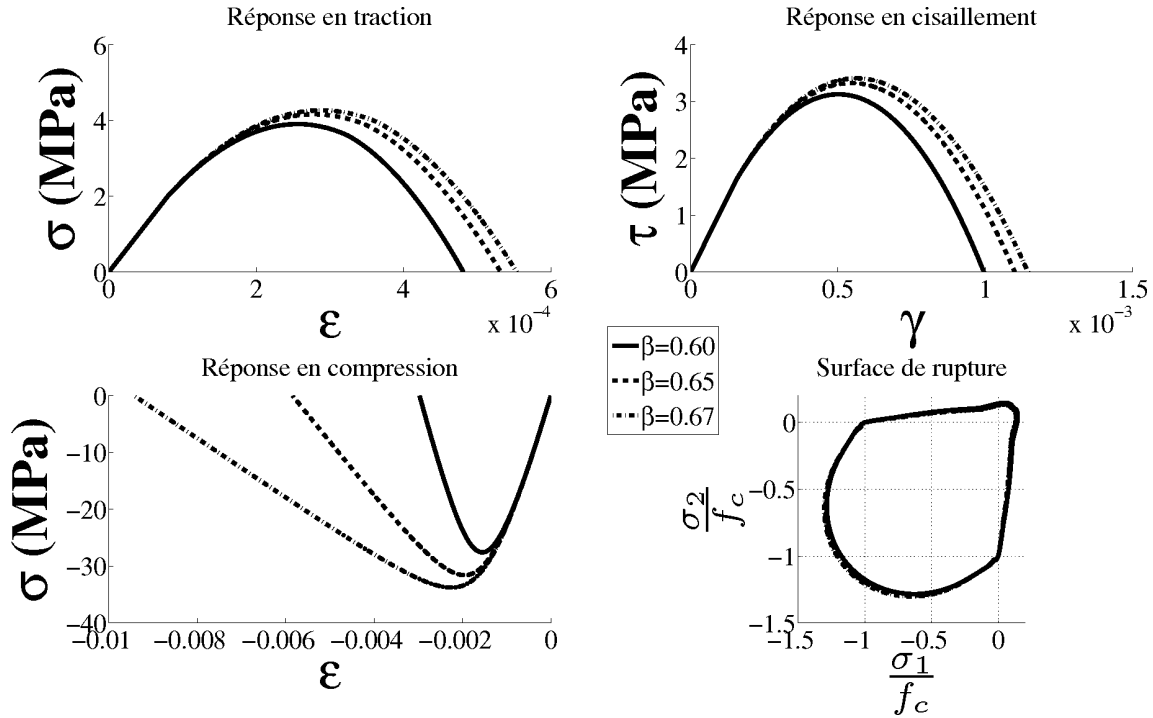 Réponse en traction
6
4
2
0
σ (MPa)
0 2 4 6
x 10⁻⁴
ε
Réponse en cisaillement
4
3
2
1
0
τ (MPa)
0 0.5 1 1.5
x 10⁻³
γ
β=0.60
β=0.65
β=0.67
Réponse en compression
0
−10
−20
−30
−40
σ (MPa)
−0.01 −0.008 −0.006 −0.004 −0.002 0
ε
Surface de rupture
0
−0.5
−1
−1.5
σ2
fc
−1.5 −1 −0.5 0
σ1
fc